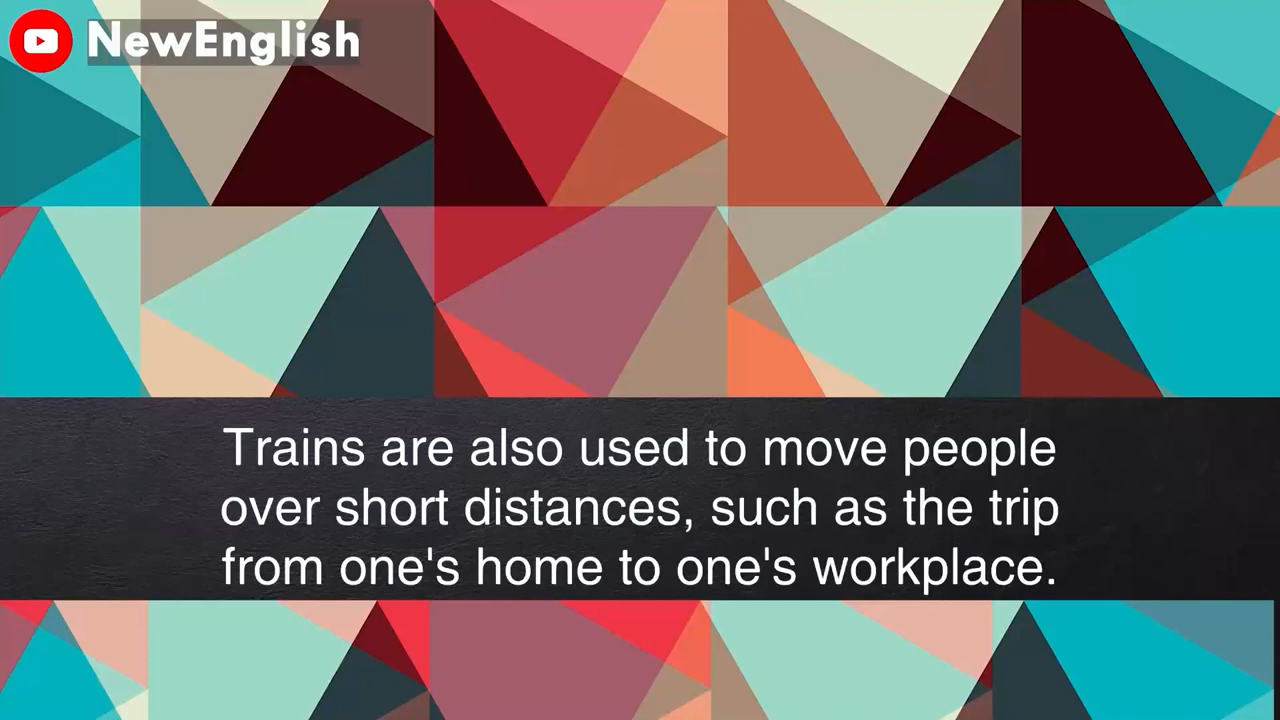 NewEnglish
Trains are also used to move people
over short distances, such as the trip
from one's home to one's workplace.